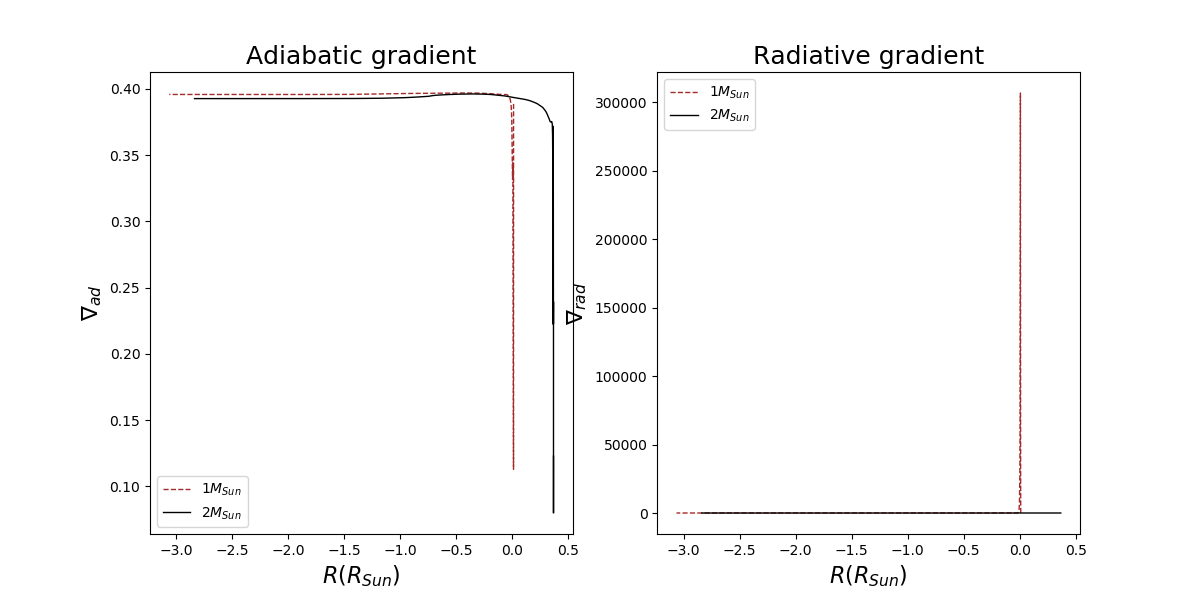 Adiabatic gradient
∇ad
0.40
0.35
0.30
0.25
0.20
0.15
0.10
1MSun
2MSun
−3.0 −2.5 −2.0 −1.5 −1.0 −0.5 0.0 0.5
R(RSun)
Radiative gradient
∇rad
300000
250000
200000
150000
100000
50000
0
1MSun
2MSun
−3.0 −2.5 −2.0 −1.5 −1.0 −0.5 0.0 0.5
R(RSun)